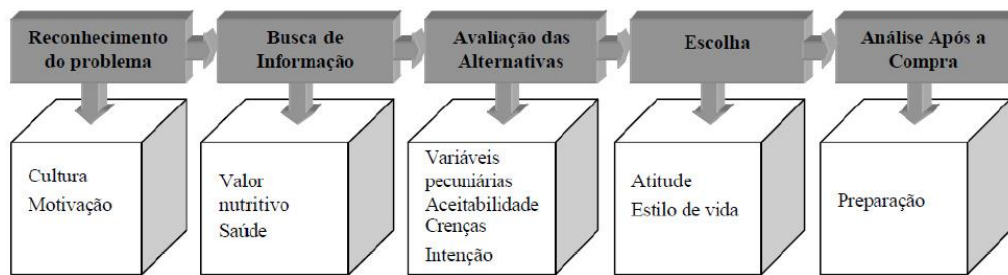 Reconhecimento
do problema
Busca de
Informação
Avaliação das
Alternativas
Escolha
Análise Após a
Compra
Cultura
Motivação
Valor
nutritivo
Saúde
Variáveis
pecuniárias
Aceitabilidade
Crenças
Intenção
Atitude
Estilo de vida
Preparação